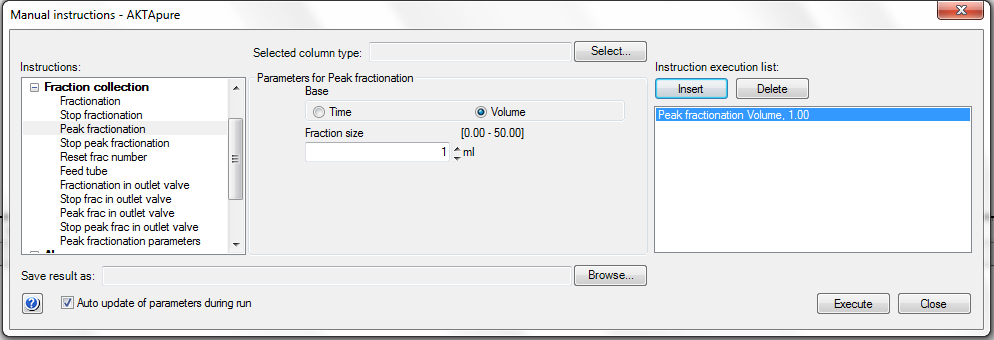 Manual instructions - AKTApure
Selected column type:
Select...
Instructions:
Fraction collection
Fractionation
Stop fractionation
Peak fractionation
Stop peak fractionation
Reset frac number
Feed tube
Fractionation in outlet valve
Stop frac in outlet valve
Peak frac in outlet valve
Stop peak frac in outlet valve
Peak fractionation parameters
Parameters for Peak fractionation
Base
Time Volume
Fraction size [0.00 - 50.00]
1 ml
Instruction execution list:
Insert Delete
Peak fractionation Volume, 1.00
Save result as:
Browse...
Auto update of parameters during run
Execute Close